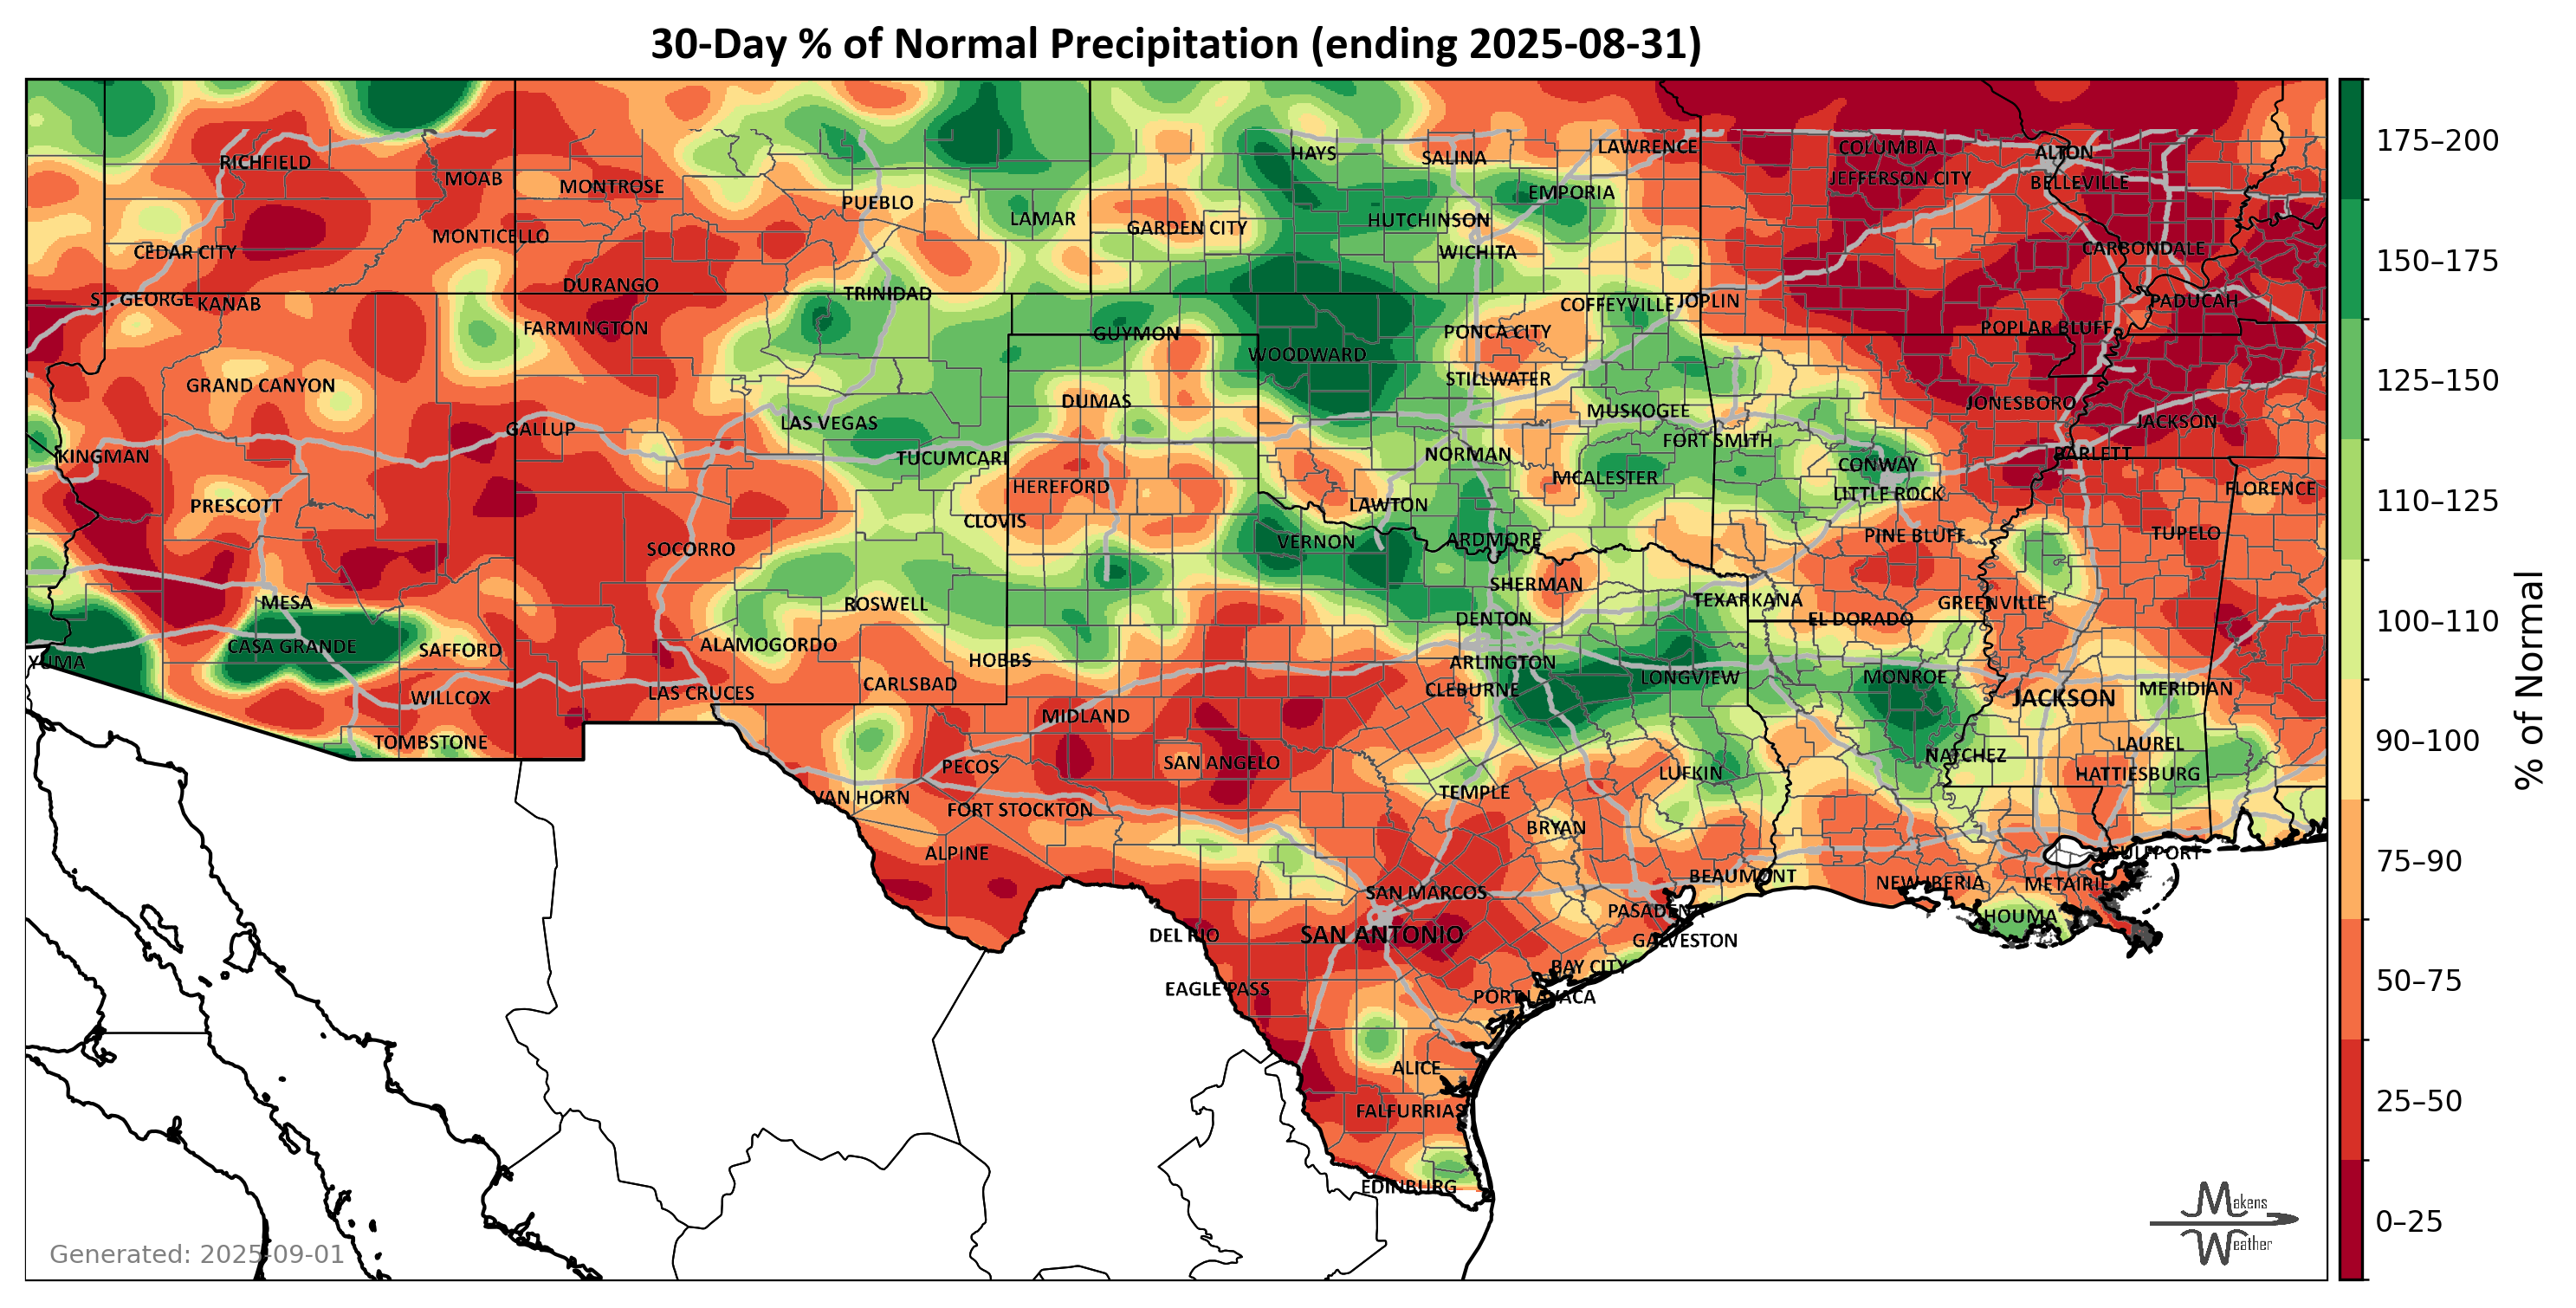 30-Day % of Normal Precipitation (ending 2025-08-31)
HAYS
SALINA
LAWRENCE
COLUMBIA
ALTON
RICHFIELD
MOAB
MONTROSE
JEFFERSON CITY
BELLEVILLE
PUEBLO
LAMAR
EMPORIA
GARDEN CITY
HUTCHINSON
MONTICELLO
CEDAR CITY
WICHITA
CARBONDALE
DURANGO
TRINIDAD
ST. GEORGE
KANAB
COFFEYVILLE
JOPLIN
PADUCAH
FARMINGTON
GUYMON
PONCA CITY
POPLAR BLUFF
WOODWARD
GRAND CANYON
STILLWATER
DUMAS
MUSKOGEE
JONESBORO
GALLUP
LAS VEGAS
FORT SMITH
JACKSON
KINGMAN
TUCUMCARI
NORMAN
CONWAY
BARLETT
HEREFORD
MCALESTER
LITTLE ROCK
FLORENCE
PRESCOTT
CLOVIS
LAWTON
SOCORRO
VERNON
ARDMORE
PINE BLUFF
TUPELO
MESA
ROSWELL
SHERMAN
TEXARKANA
GREENVILLE
DENTON
EL DORADO
CASA GRANDE
SAFFORD
ALAMOGORDO
HOBBS
YUMA
ARLINGTON
LONGVIEW
MONROE
WILLCOX
LAS CRUCES
CARLSBAD
CLEBURNE
JACKSON
MERIDIAN
MIDLAND
TOMBSTONE
PECOS
SAN ANGELO
LUFKIN
NATCHEZ
LAUREL
HATTIESBURG
VAN HORN
FORT STOCKTON
TEMPLE
BRYAN
ALPINE
GULFPORT
SAN MARCOS
BEAUMONT
NEW IBERIA
METAIRIE
PASADENA
HOUMA
DEL RIO
SAN ANTONIO
GALVESTON
BAY CITY
EAGLE PASS
PORT LAVACA
ALICE
FALFURRIAS
EDINBURG
175–200
150–175
125–150
110–125
100–110
90–100
75–90
50–75
25–50
0–25
% of Normal
Generated: 2025-09-01
Makens
Weather